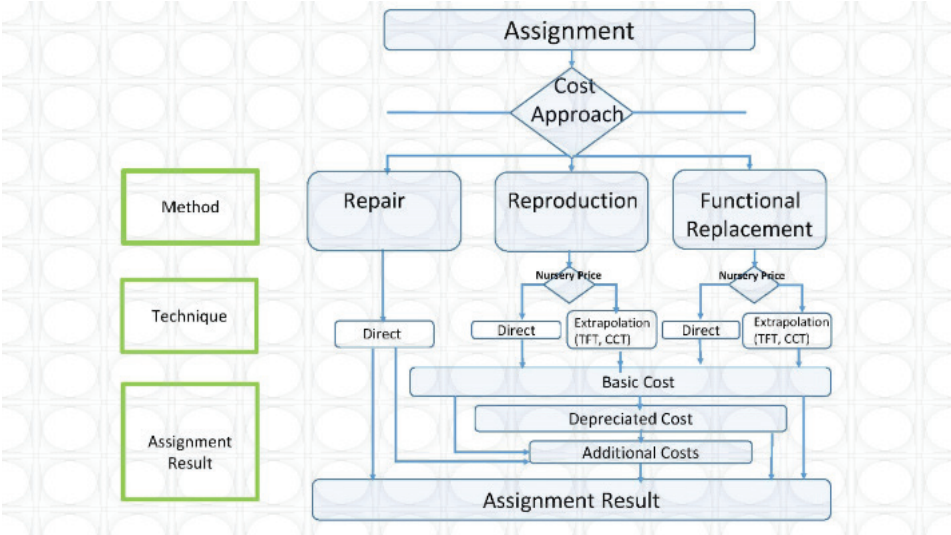 Assignment
Cost
Approach
Method
Repair
Reproduction
Functional
Replacement
Nursery Price
Nursery Price
Technique
Direct
Direct
Extrapolation
(TFT, CCT)
Direct
Extrapolation
(TFT, CCT)
Basic Cost
Depreciated Cost
Assignment
Result
Additional Costs
Assignment Result